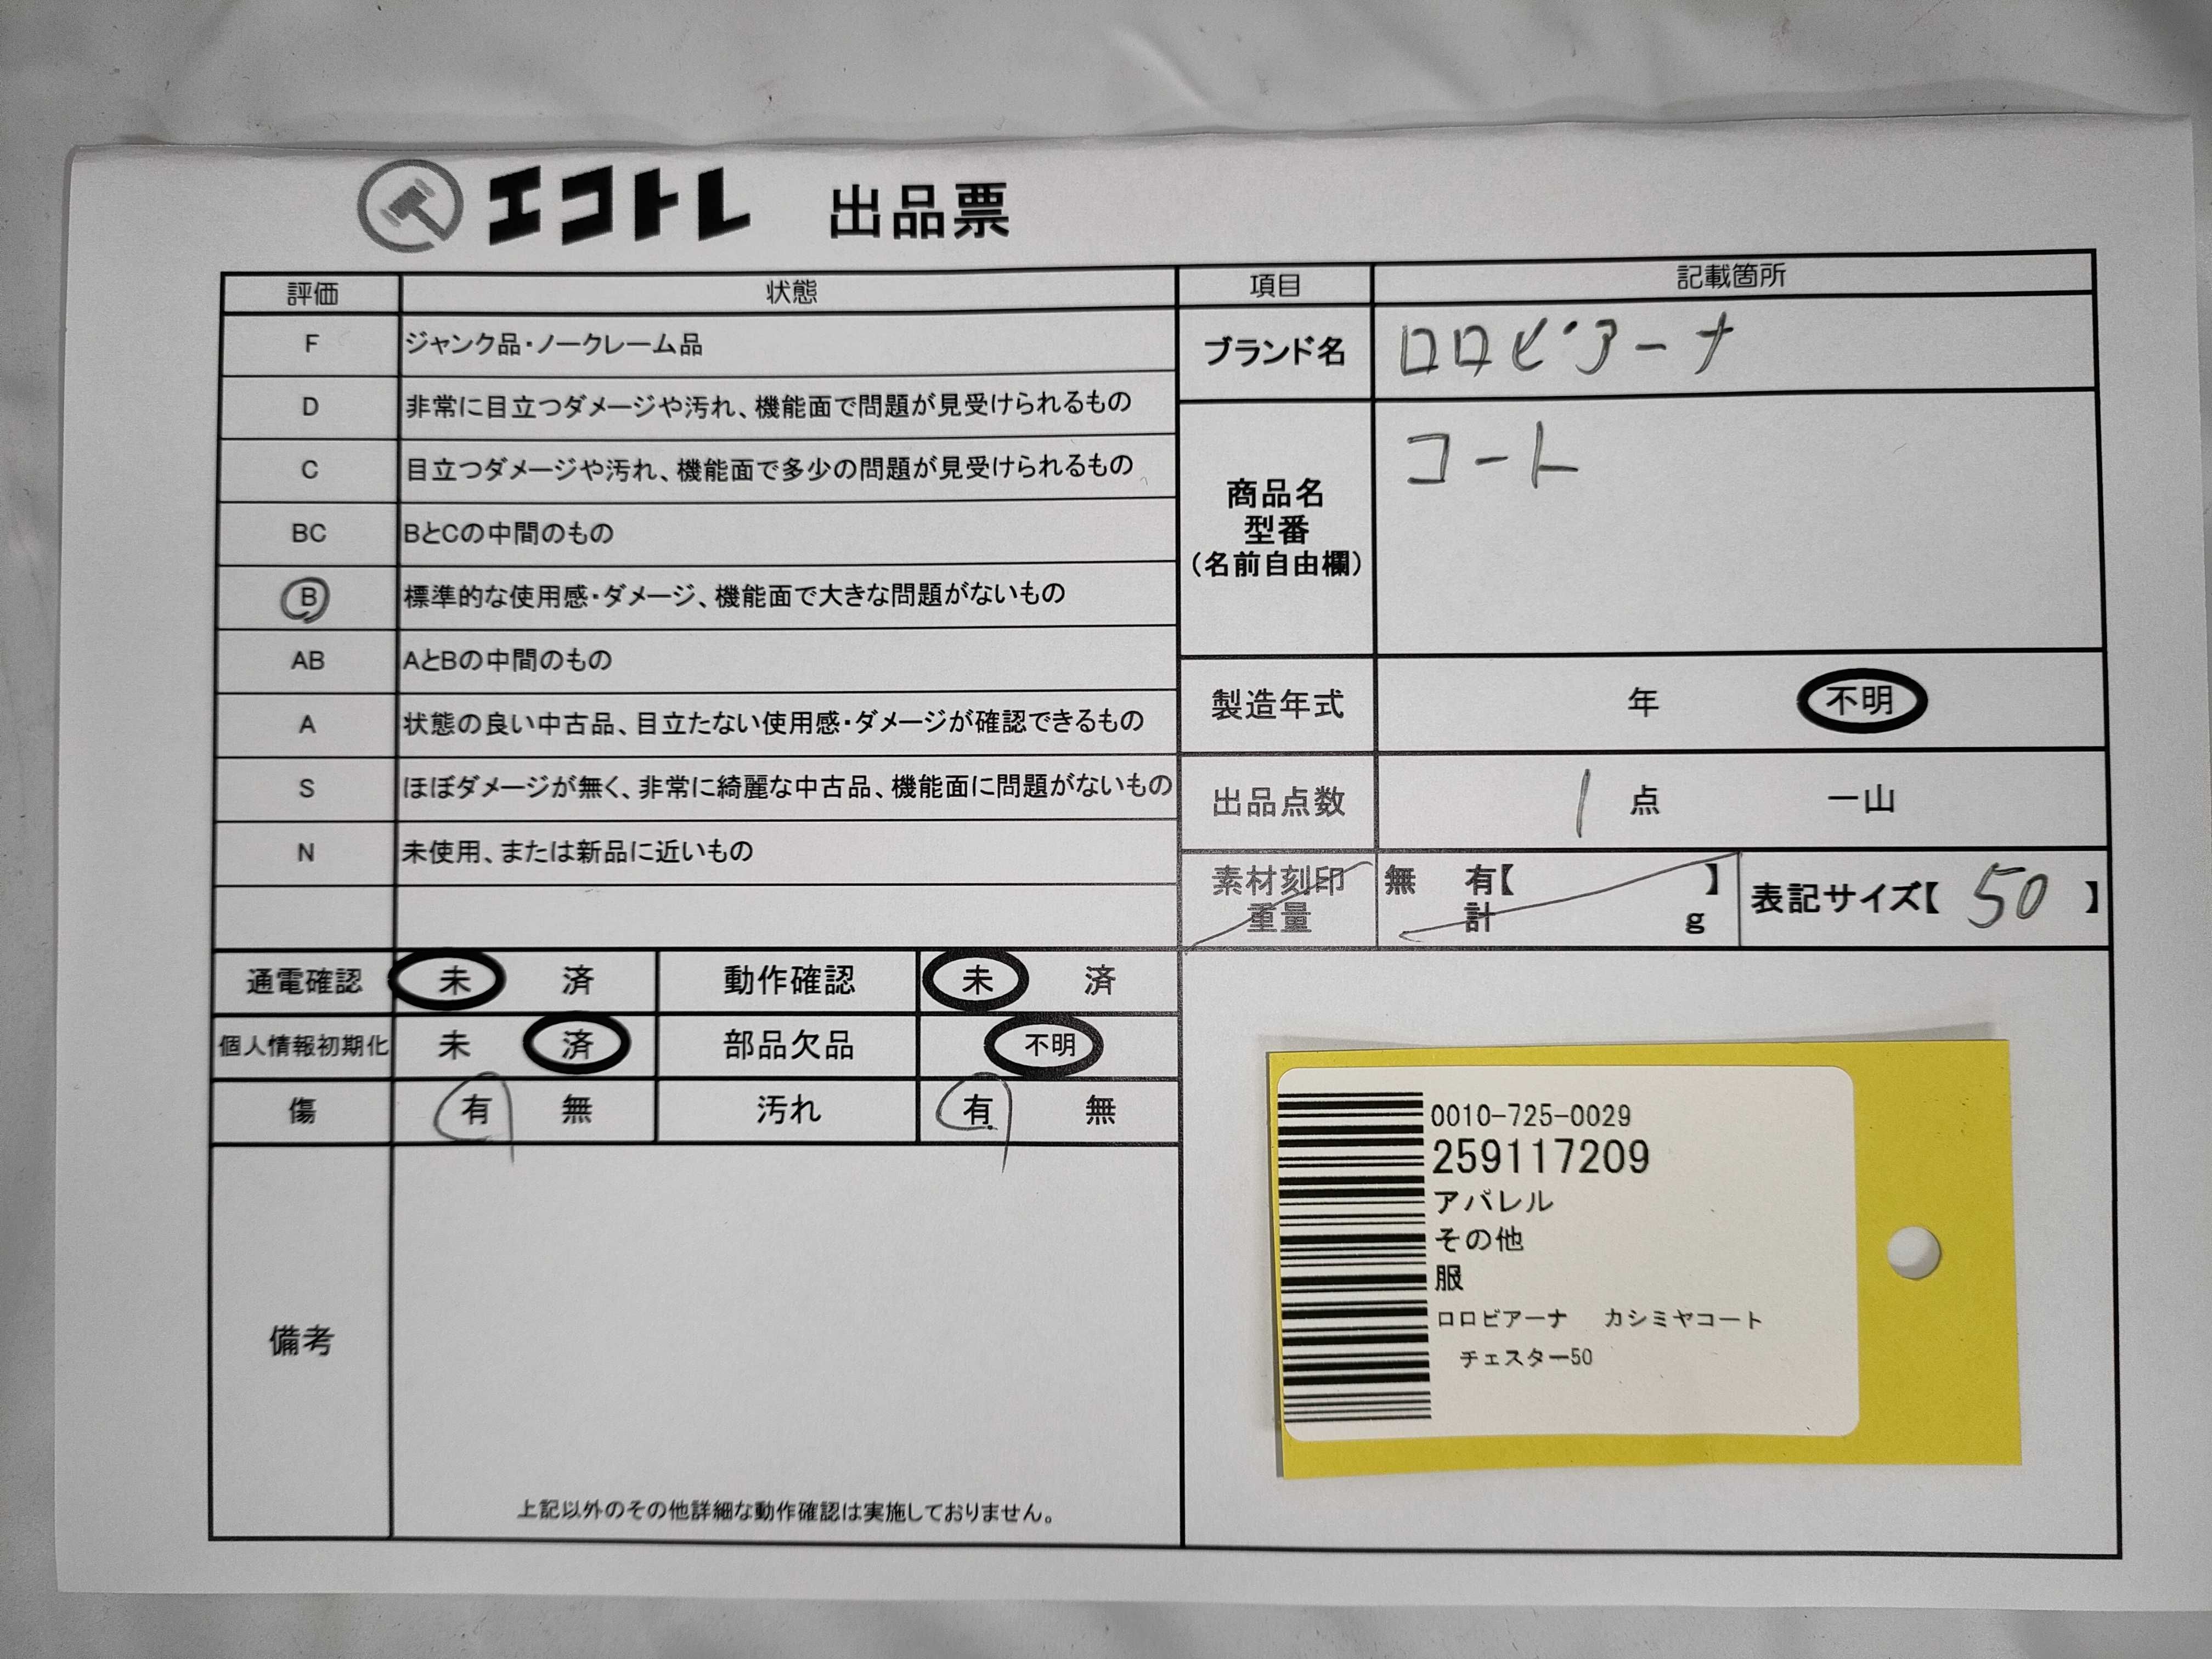 エコトレ 出品票
評価 状態
F ジャンク品・ノークレーム品
D 非常に目立つダメージや汚れ、機能面で問題が見受けられるもの
C 目立つダメージや汚れ、機能面で多少の問題が見受けられるもの
BC BとCの中間のもの
B 標準的な使用感・ダメージ、機能面で大きな問題がないもの
AB AとBの中間のもの
A 状態の良い中古品、目立たない使用感・ダメージが確認できるもの
S ほぼダメージが無く、非常に綺麗な中古品、機能面に問題がないもの
N 未使用、または新品に近いもの
通電確認 未 済 動作確認 未 済
個人情報初期化 未 済 部品欠品 不明
傷 有 無 汚れ 有 無
備考
上記以外のその他詳細な動作確認は実施しておりません。
項目 記載箇所
ブランド名 ロロピアーナ
商品名
型番
(名前自由欄)
コート
製造年式 年 不明
出品点数 1 点 一山
素材刻印 無 有【 】
重量 計 g
表記サイズ【 50 】
0010-725-0029
259117209
アパレル
その他
服
ロロピアーナ カシミヤコート
チェスター50